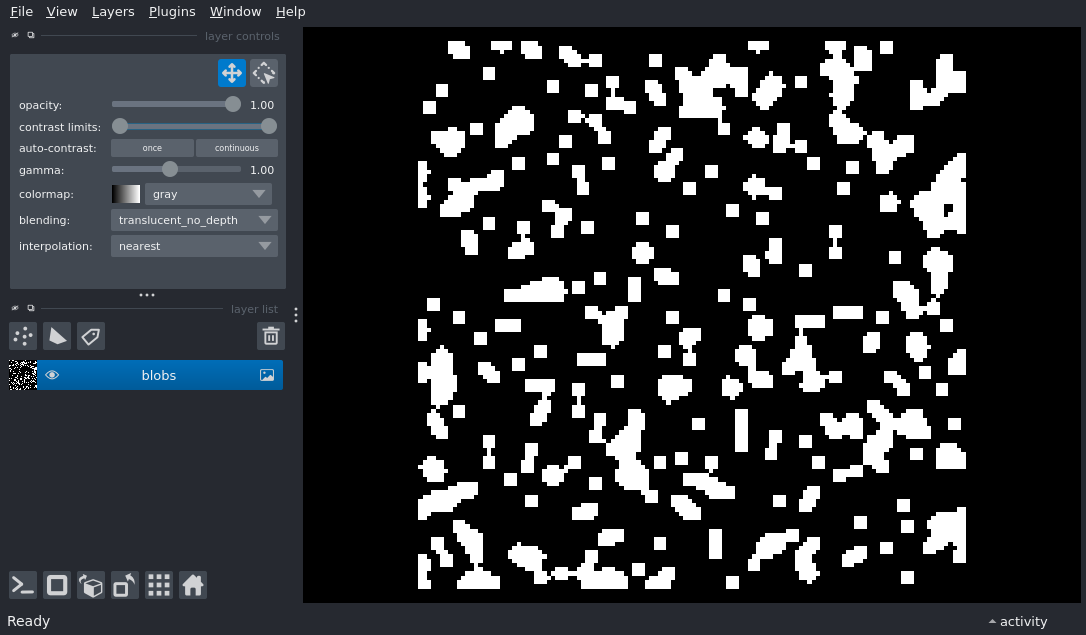 File View Layers Plugins Window Help
layer controls
opacity: 1.00
contrast limits:
auto-contrast: once continuous
gamma: 1.00
colormap: gray
blending: translucent_no_depth
interpolation: nearest
layer list
blobs
Ready activity